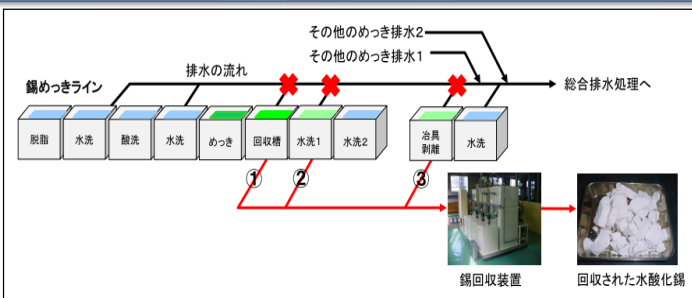 その他のめっき排水2
その他のめっき排水1
排水の流れ
錫めっきライン
総合排水処理へ
脱脂
水洗
酸洗
水洗
めっき
回収槽
水洗1
水洗2
冶具
剥離
水洗
①
②
③
錫回収装置
回収された水酸化錫